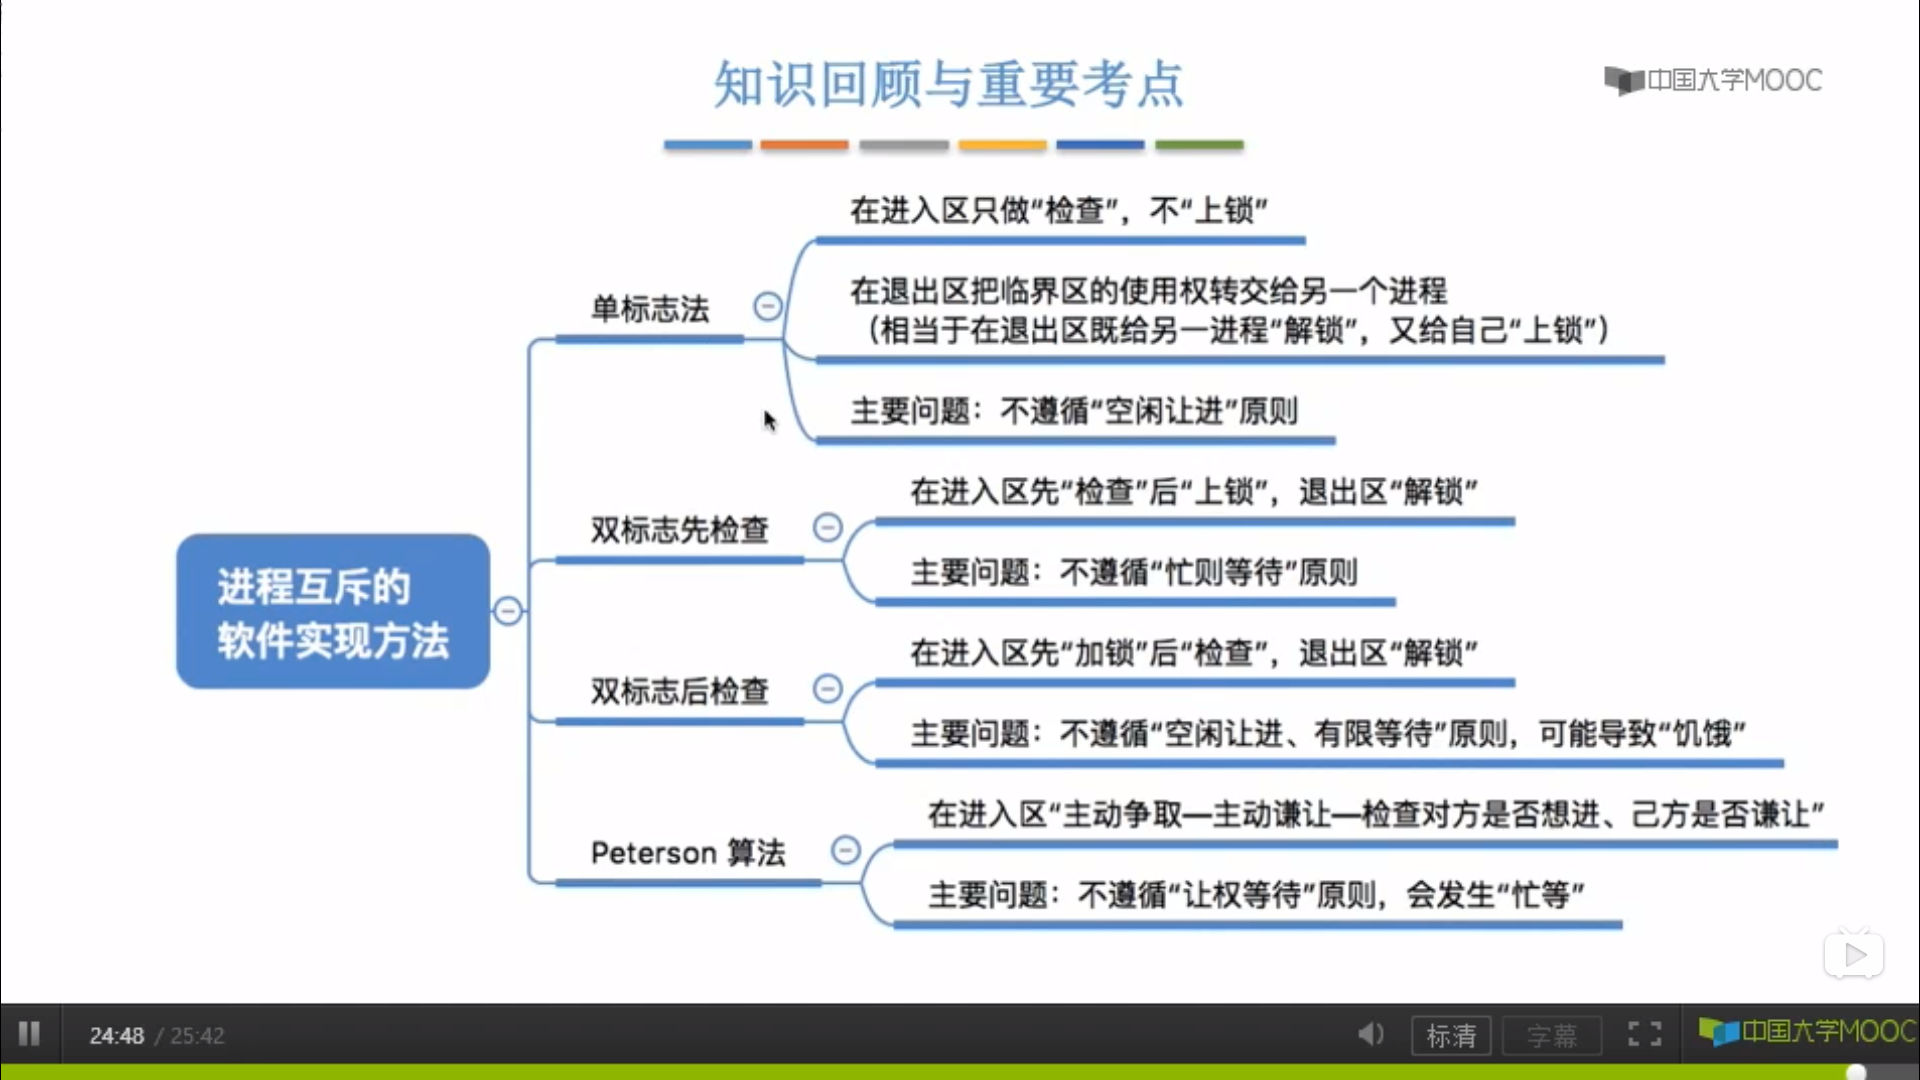 知识回顾与重要考点
中国大学MOOC
在进入区只做“检查”，不“上锁”
单标志法
在退出区把临界区的使用权转交给另一个进程
（相当于在退出区既给另一进程“解锁”，又给自己“上锁”）
主要问题：不遵循“空闲让进”原则
在进入区先“检查”后“上锁”，退出区“解锁”
双标志先检查
主要问题：不遵循“忙则等待”原则
进程互斥的
软件实现方法
在进入区先“加锁”后“检查”，退出区“解锁”
双标志后检查
主要问题：不遵循“空闲让进、有限等待”原则，可能导致“饥饿”
在进入区“主动争取—主动谦让—检查对方是否想进、己方是否谦让”
Peterson 算法
主要问题：不遵循“让权等待”原则，会发生“忙等”
24:48 / 25:42
标清
字幕
中国大学MOOC